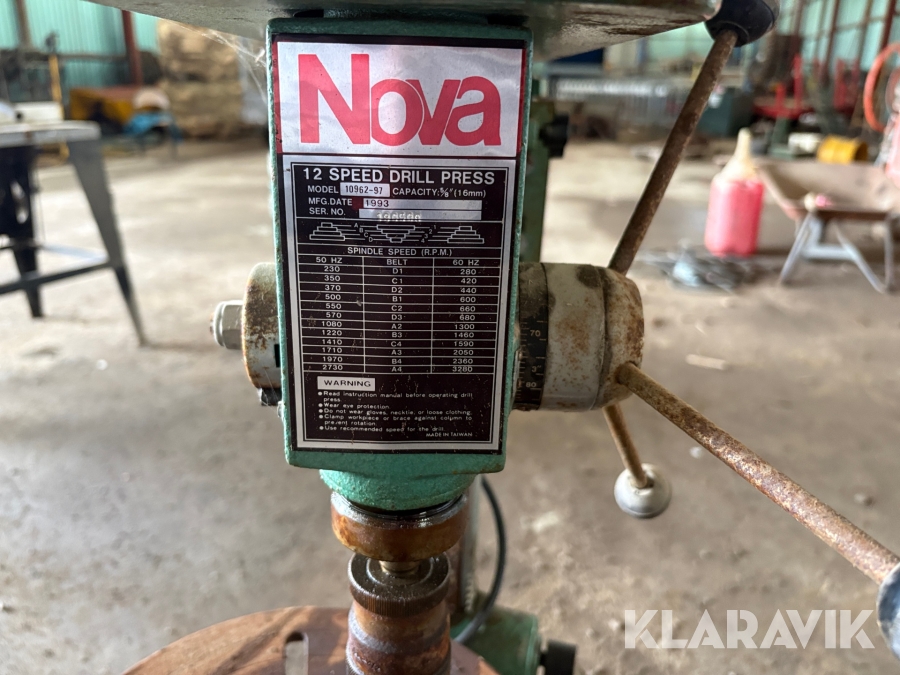 Nova
12 SPEED DRILL PRESS
MODEL 10962-97 CAPACITY: 5/8" (16mm)
MFG.DATE 1993
SER. NO.
SPINDLE SPEED (R.P.M.)
50 HZ BELT 60 HZ
230 D1 280
350 C1 420
370 D2 440
500 B1 600
550 C2 660
570 D3 680
1080 A2 1300
1220 B3 1460
1410 C4 1590
1710 A3 2050
1970 B4 2360
2730 A4 3280
WARNING
Read instruction manual before operating drill
press.
Wear eye protection.
Do not wear gloves, necktie, or loose clothing.
Clamp workpiece or brace against column to
prevent rotation.
Use recommended speed for the drill.
MADE IN TAIWAN
70
80
KLARAVIK